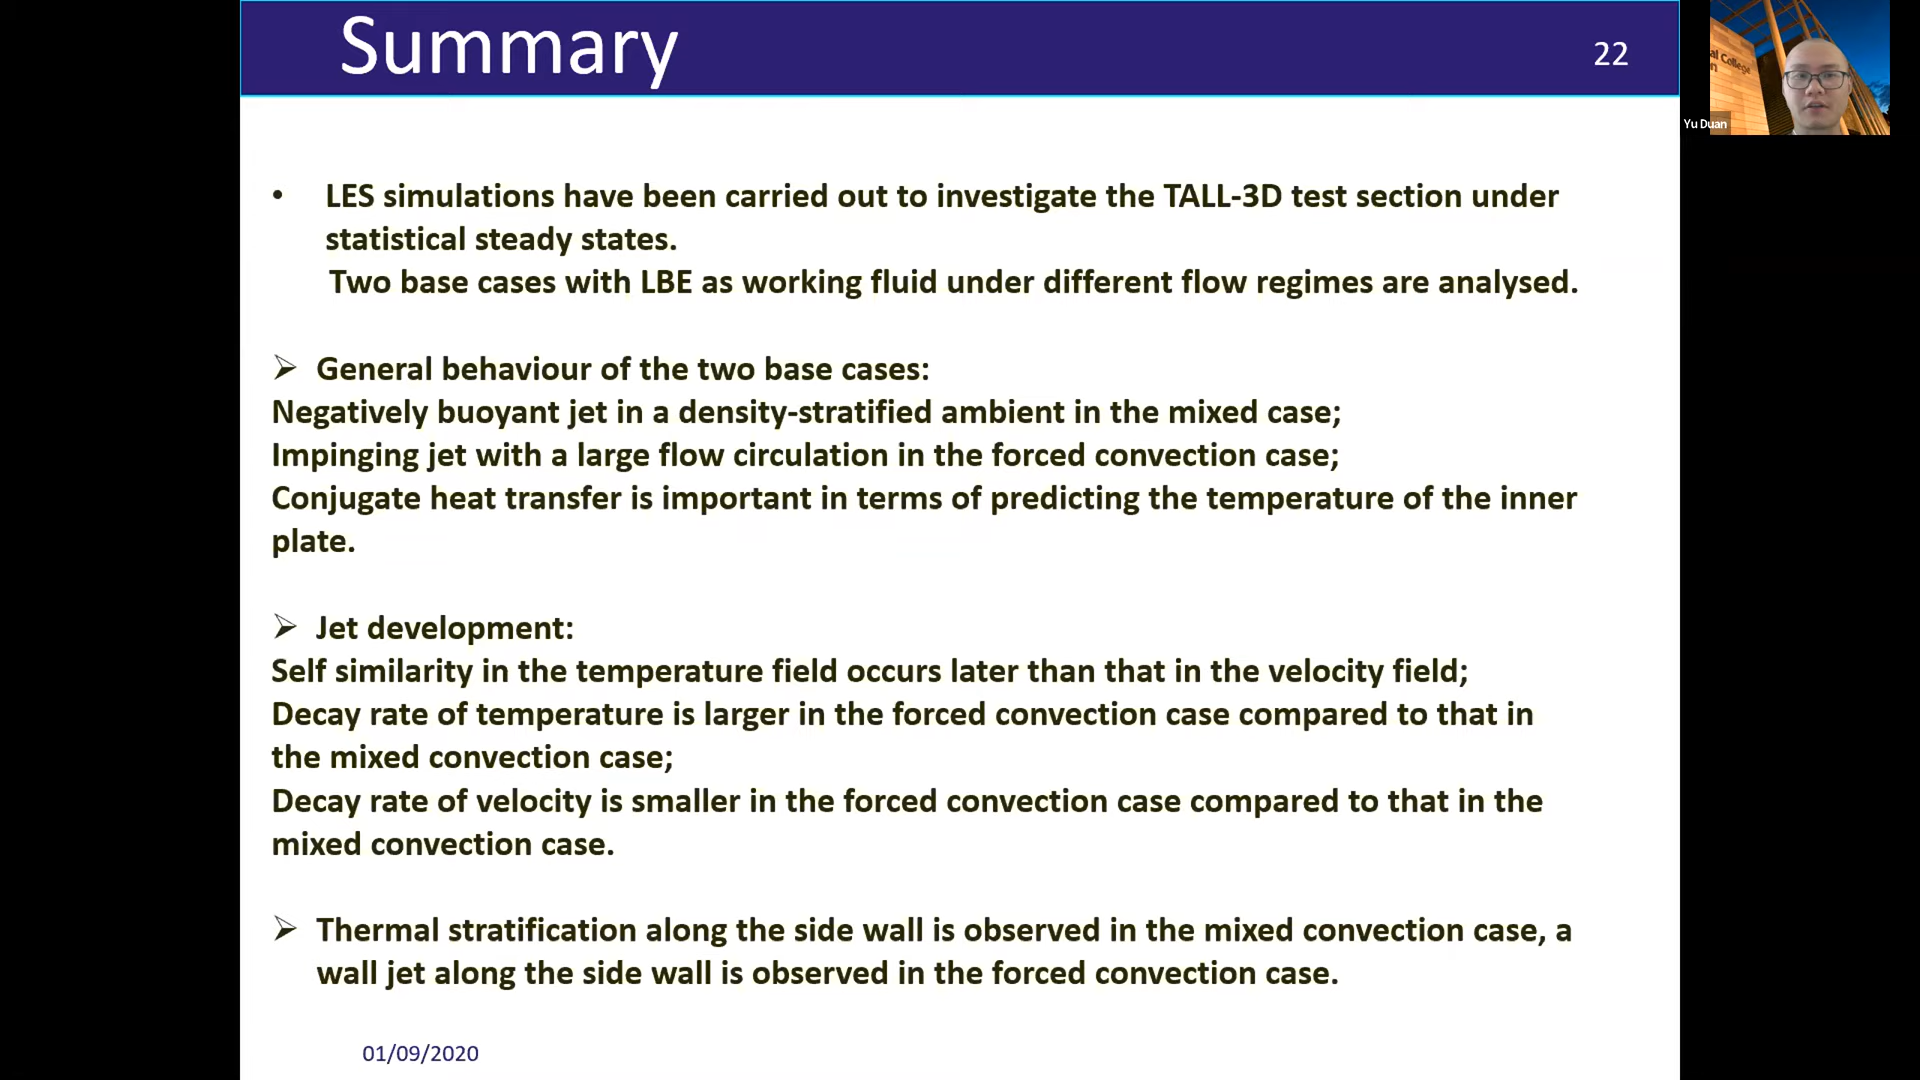 Summary
22
al College
n
Yu Duan
• LES simulations have been carried out to investigate the TALL-3D test section under
statistical steady states.
Two base cases with LBE as working fluid under different flow regimes are analysed.
➢ General behaviour of the two base cases:
Negatively buoyant jet in a density-stratified ambient in the mixed case;
Impinging jet with a large flow circulation in the forced convection case;
Conjugate heat transfer is important in terms of predicting the temperature of the inner
plate.
➢ Jet development:
Self similarity in the temperature field occurs later than that in the velocity field;
Decay rate of temperature is larger in the forced convection case compared to that in
the mixed convection case;
Decay rate of velocity is smaller in the forced convection case compared to that in the
mixed convection case.
➢ Thermal stratification along the side wall is observed in the mixed convection case, a
wall jet along the side wall is observed in the forced convection case.
01/09/2020